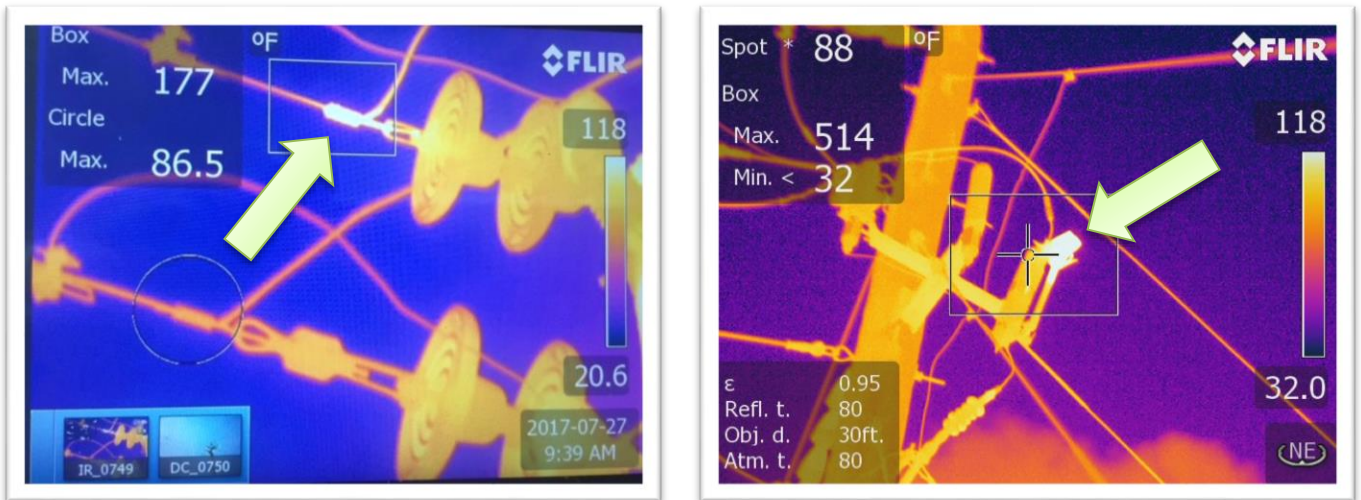 Box
Max. 177
Circle
Max. 86.5
°F
FLIR
118
20.6
2017-07-27
9:39 AM
IR_0749
DC_0750
Spot * 88
°F
FLIR
Box
Max. 514
Min. < 32
118
32.0
ε 0.95
Refl. t. 80
Obj. d. 30ft.
Atm. t. 80
NE